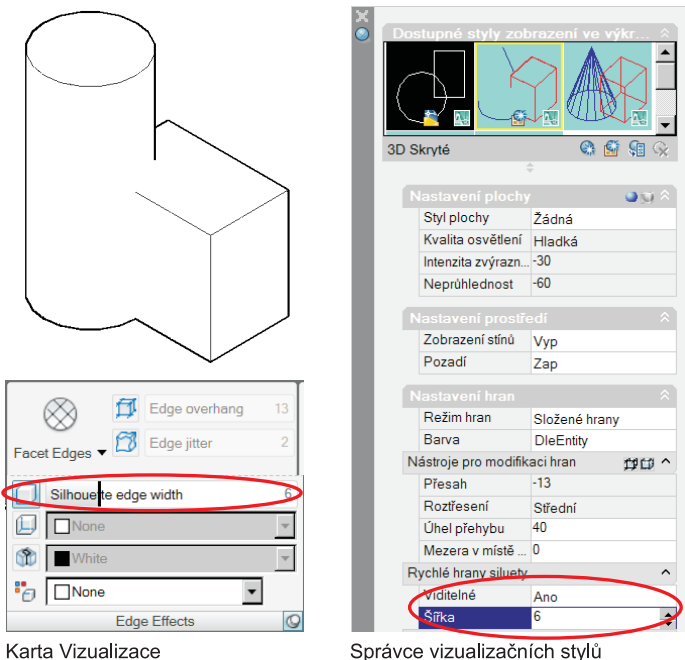 Facet Edges
Edge overhang 13
Edge jitter 2
Silhouette edge width 6
None
White
None
Edge Effects
Karta Vizualizace
Dostupné styly zobrazení ve výkr...
3D Skryté
Nastavení plochy
Styl plochy Žádná
Kvalita osvětlení Hladká
Intenzita zvýrazn... -30
Neprůhlednost -60
Nastavení prostředí
Zobrazení stínů Vyp
Pozadí Zap
Nastavení hran
Režim hran Složené hrany
Barva DleEntity
Nástroje pro modifikaci hran
Přesah -13
Roztřesení Střední
Úhel přehybu 40
Mezera v místě ... 0
Rychlé hrany siluety
Viditelné Ano
Šířka 6
Správce vizualizačních stylů